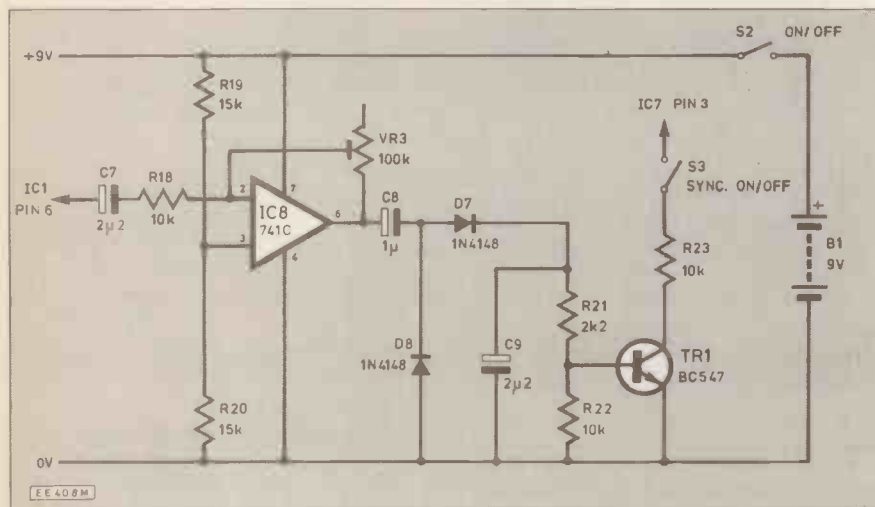 +9V
S2 ON/OFF
R19
15k
IC7 PIN 3
VR3
100k
S3
SYNC. ON/OFF
IC1
PIN 6
C7
2µ2
R18
10k
2
7
IC8
741C
6
3
4
C8
1µ
D7
1N4148
R23
10k
+
B1
9V
R21
2k2
D8
1N4148
C9
2µ2
TR1
BC547
R20
15k
R22
10k
0V
EE408M